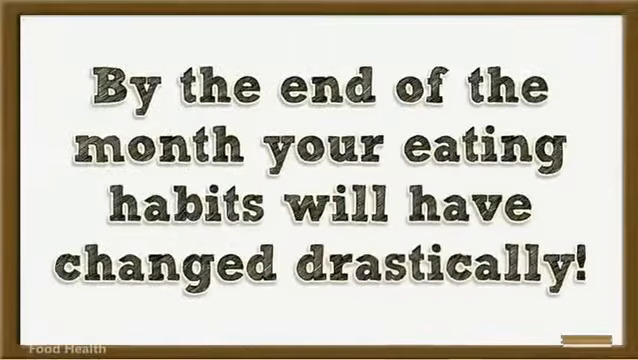 By the end of the
month your eating
habits will have
changed drastically!
Food Health